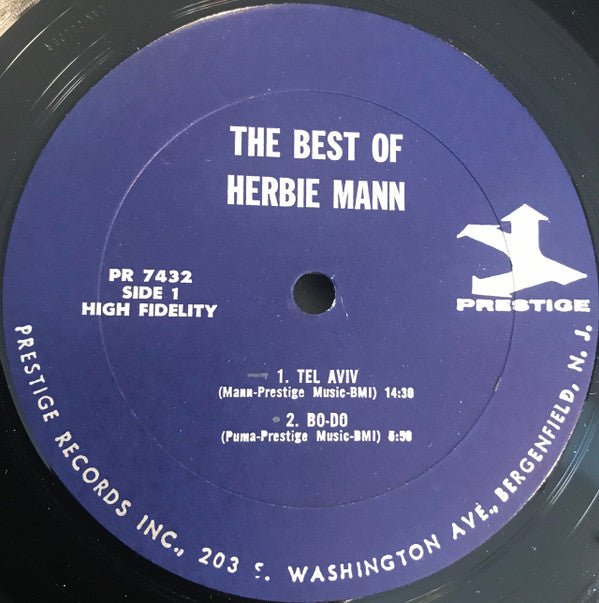 THE BEST OF
HERBIE MANN
PR 7432
SIDE 1
HIGH FIDELITY
PRESTIGE
1. TEL AVIV
(Mann-Prestige Music-BMI) 14:30
2. BO-DO
(Puma-Prestige Music-BMI)
PRESTIGE RECORDS INC., 203 S. WASHINGTON AVE., BERGENFIELD, N. J.